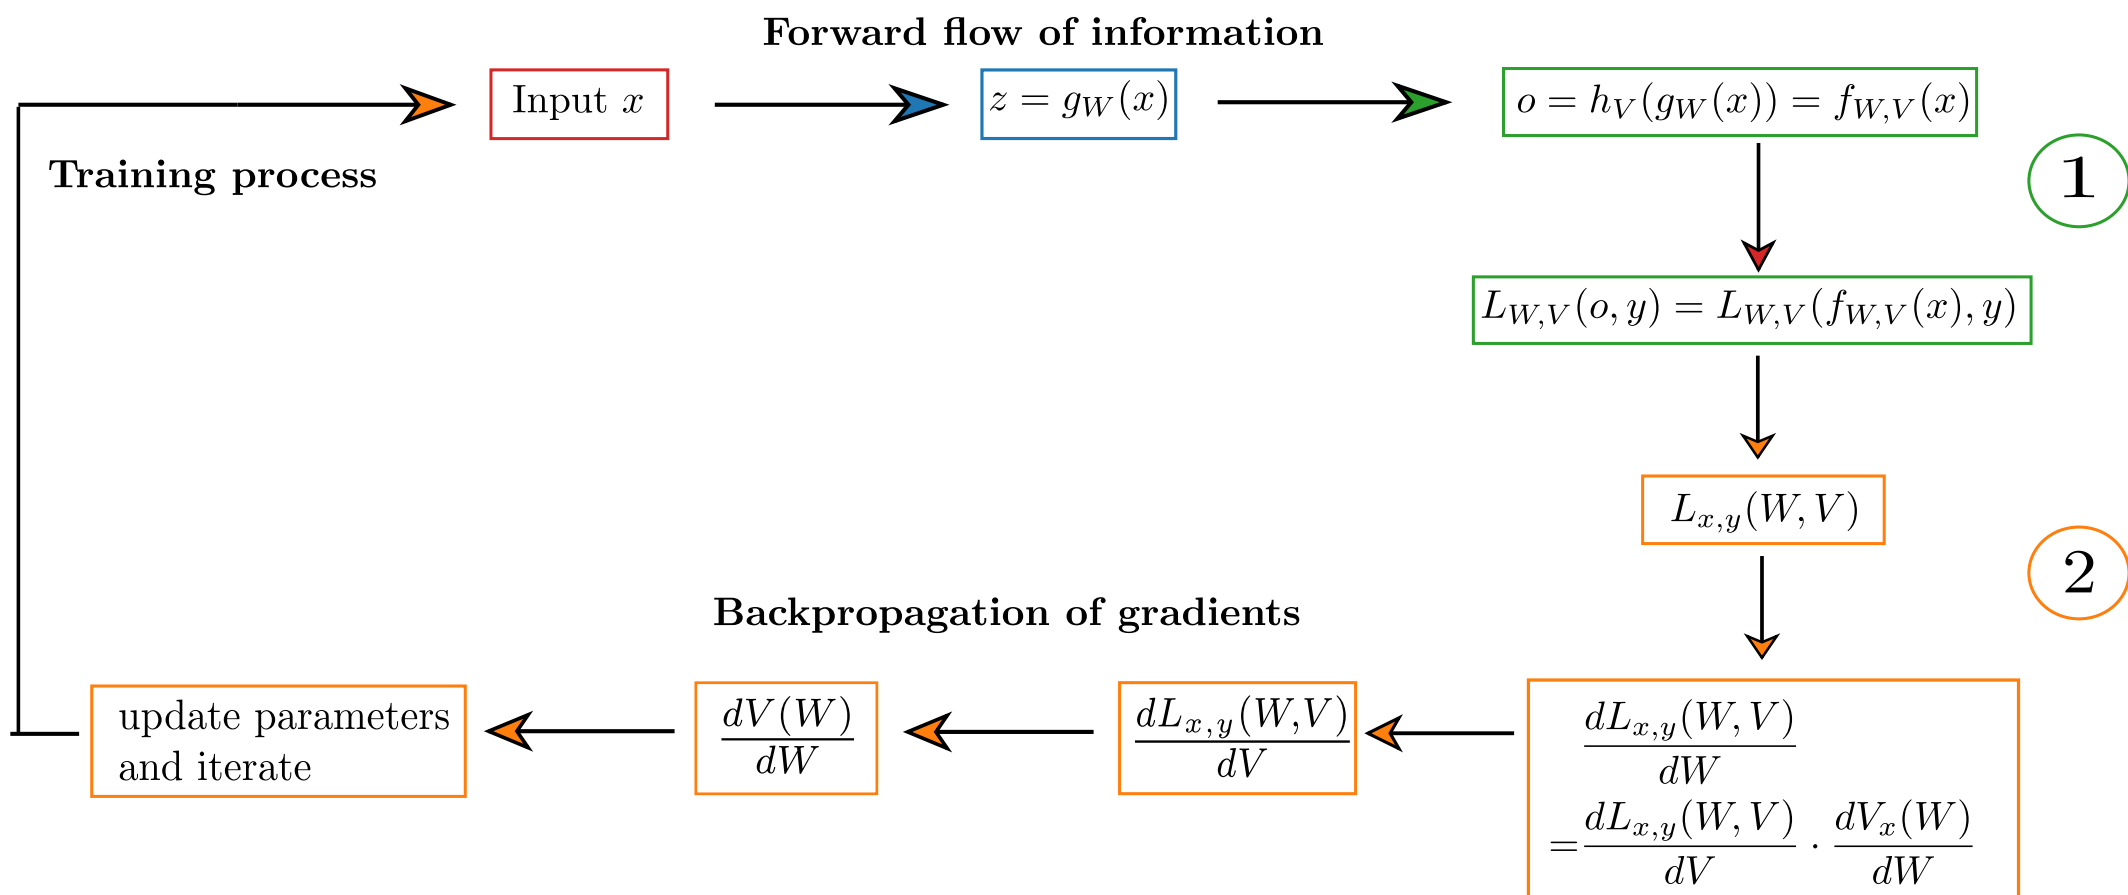 Forward flow of information
Input x
z = g_W(x)
o = h_V(g_W(x)) = f_{W,V}(x)
Training process
1
L_{W,V}(o, y) = L_{W,V}(f_{W,V}(x), y)
L_{x,y}(W, V)
2
Backpropagation of gradients
update parameters
and iterate
dV(W)
dW
dL_{x,y}(W,V)
dV
dL_{x,y}(W, V)
dW
= dL_{x,y}(W, V) / dV · dV_x(W) / dW